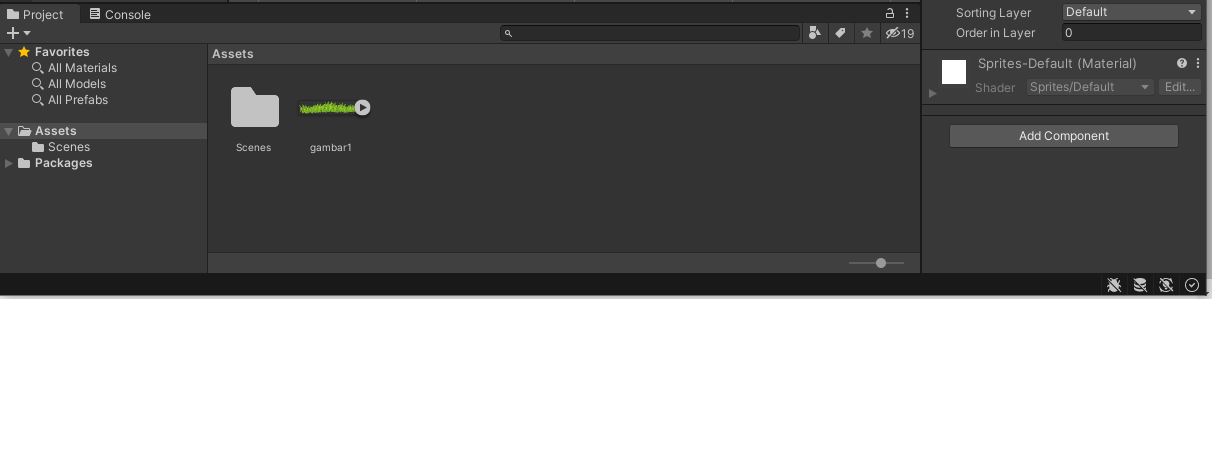 Project
Console
19
Favorites
All Materials
All Models
All Prefabs
Assets
Scenes
Packages
Assets
Scenes
gambar1
Sorting Layer
Default
Order in Layer
0
Sprites-Default (Material)
Shader
Sprites/Default
Edit...
Add Component